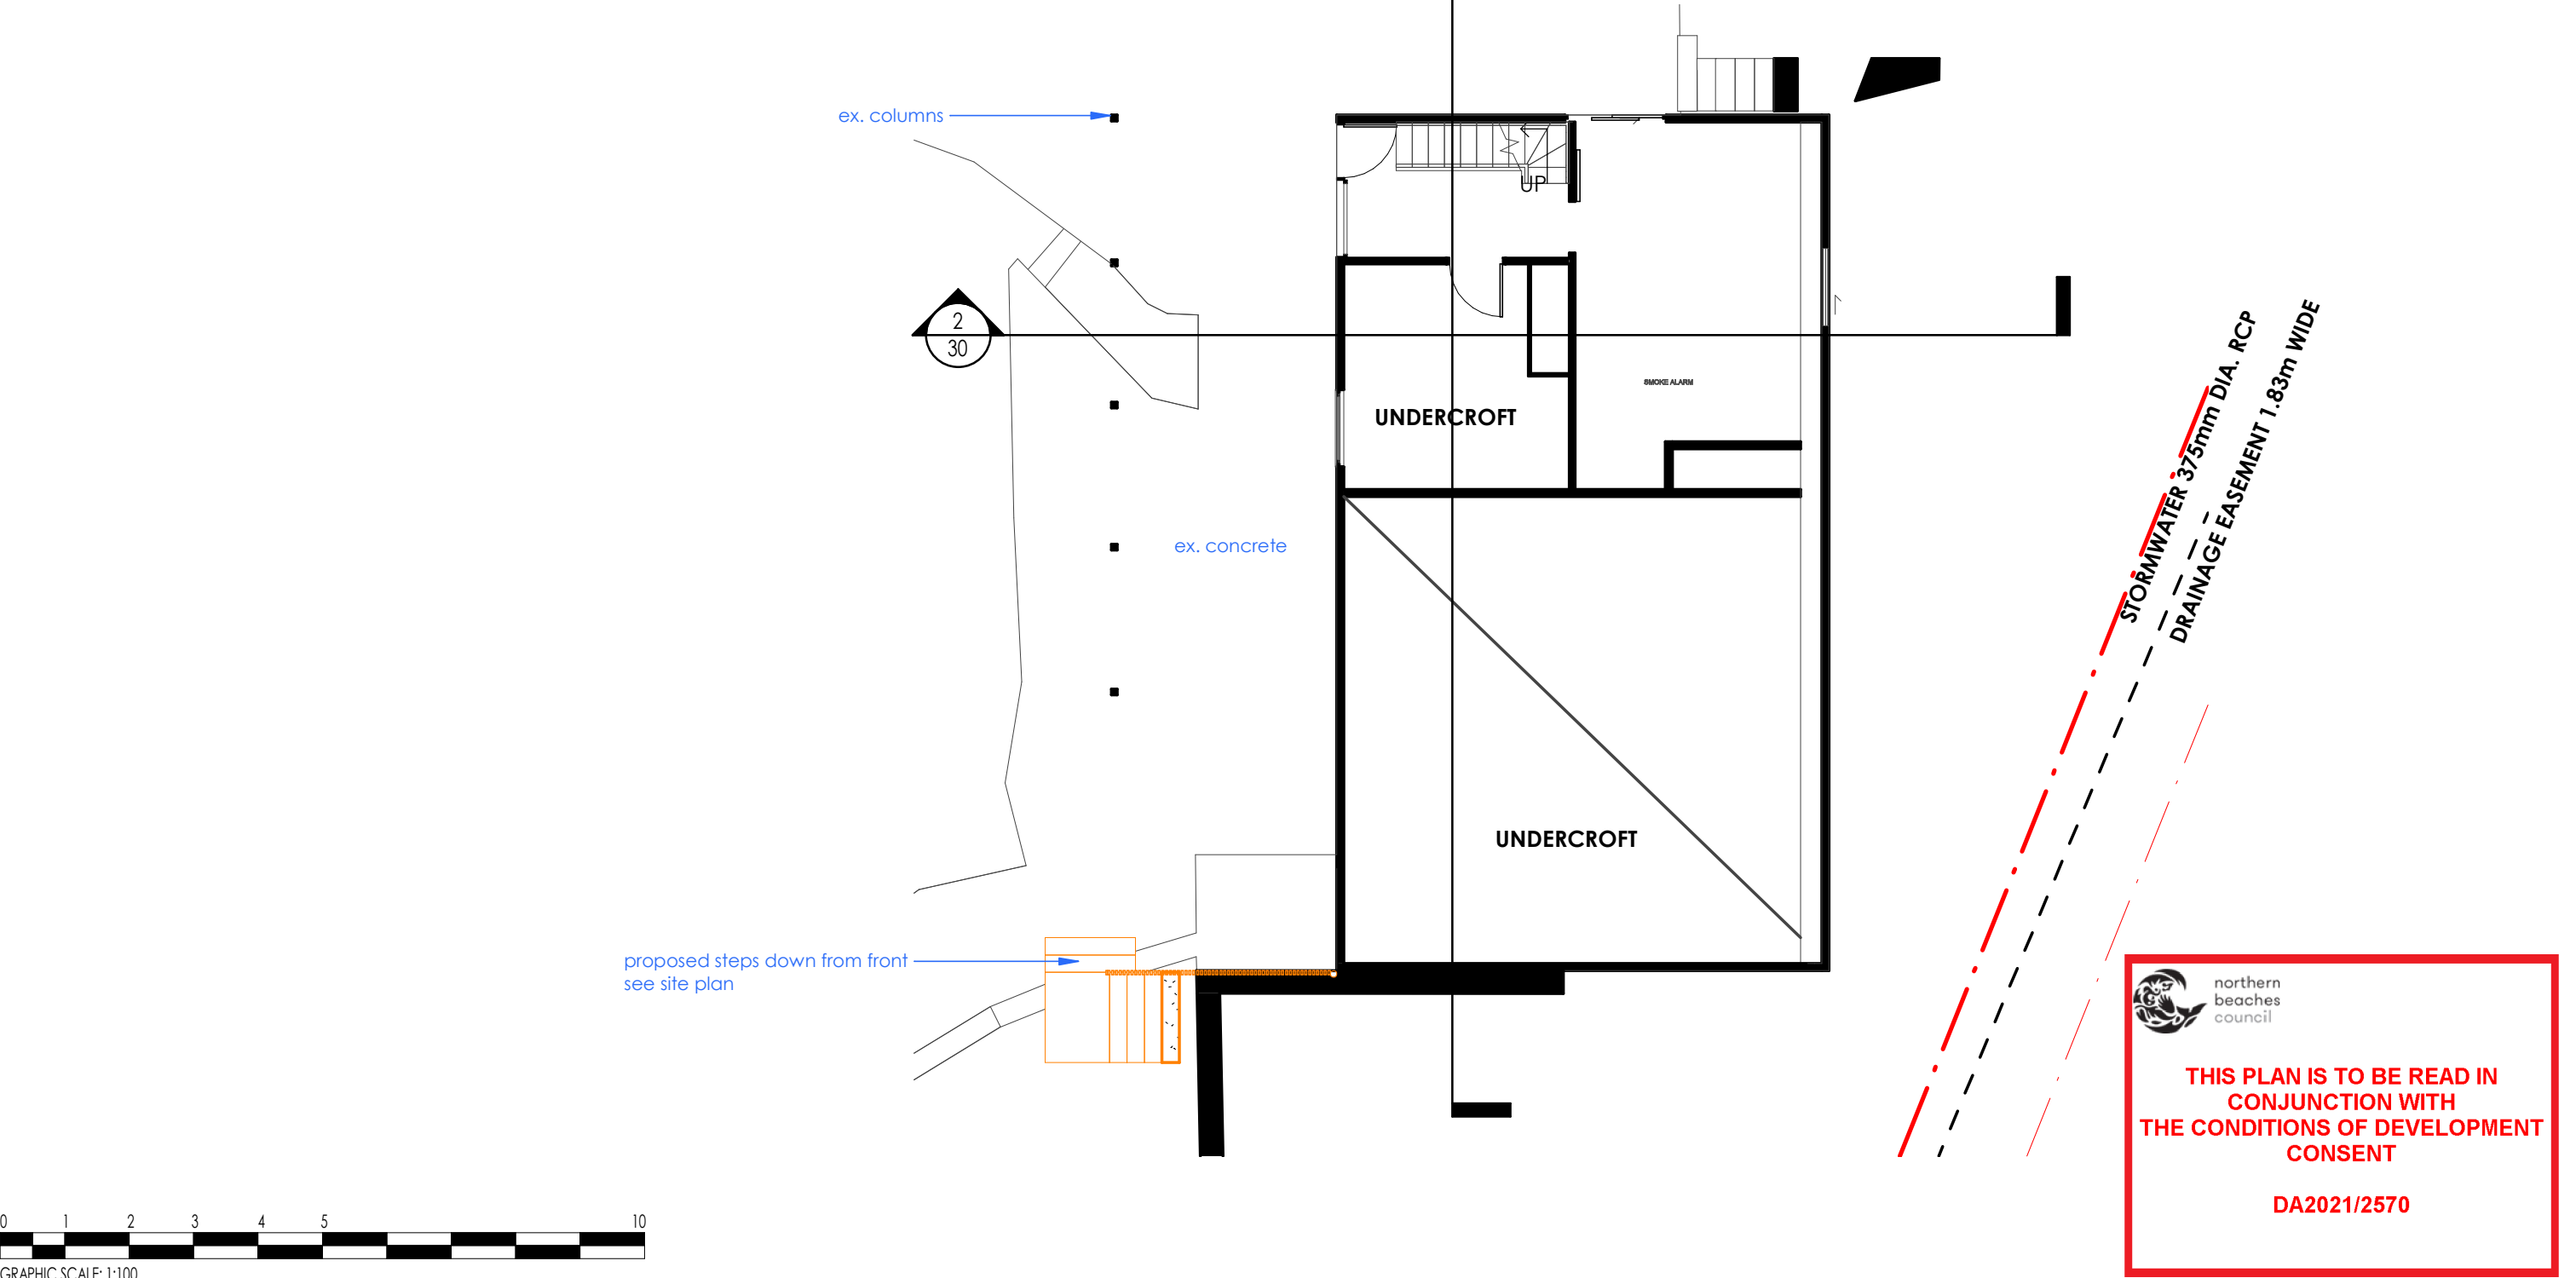 ex. columns
UP
2
30
SMOKE ALARM
UNDERCROFT
STORMWATER 375mm DIA. RCP
DRAINAGE EASEMENT 1.83m WIDE
ex. concrete
UNDERCROFT
proposed steps down from front
see site plan
northern
beaches
council
THIS PLAN IS TO BE READ IN
CONJUNCTION WITH
THE CONDITIONS OF DEVELOPMENT
CONSENT
DA2021/2570
0 1 2 3 4 5 10
GRAPHIC SCALE: 1:100